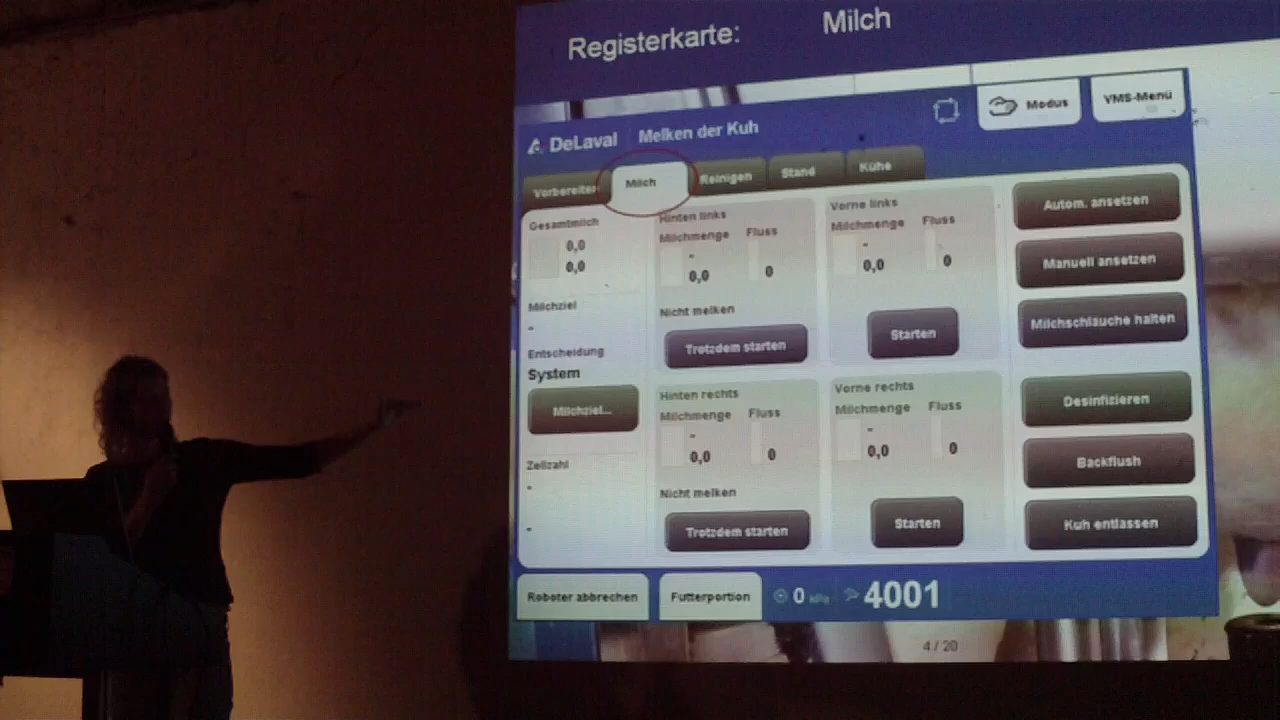 Registerkarte: Milch
Modus
VMS-Menü
DeLaval Melken der Kuh
Vorbereiten
Milch
Reinigen
Stand
Kühe
Gesamtmilch
0,0
0,0
Milchziel
-
Entscheidung
System
Milchziel...
Zellzahl
-
-
Hinten links
Milchmenge Fluss
-
0,0 0
Nicht melken
Trotzdem starten
Vorne links
Milchmenge Fluss
-
0,0 0
Starten
Hinten rechts
Milchmenge Fluss
-
0,0 0
Nicht melken
Trotzdem starten
Vorne rechts
Milchmenge Fluss
-
0,0 0
Starten
Autom. ansetzen
Manuell ansetzen
Milchschläuche halten
Desinfizieren
Backflush
Kuh entlassen
Roboter abbrechen
Futterportion
0 kPa
4001
4 / 20